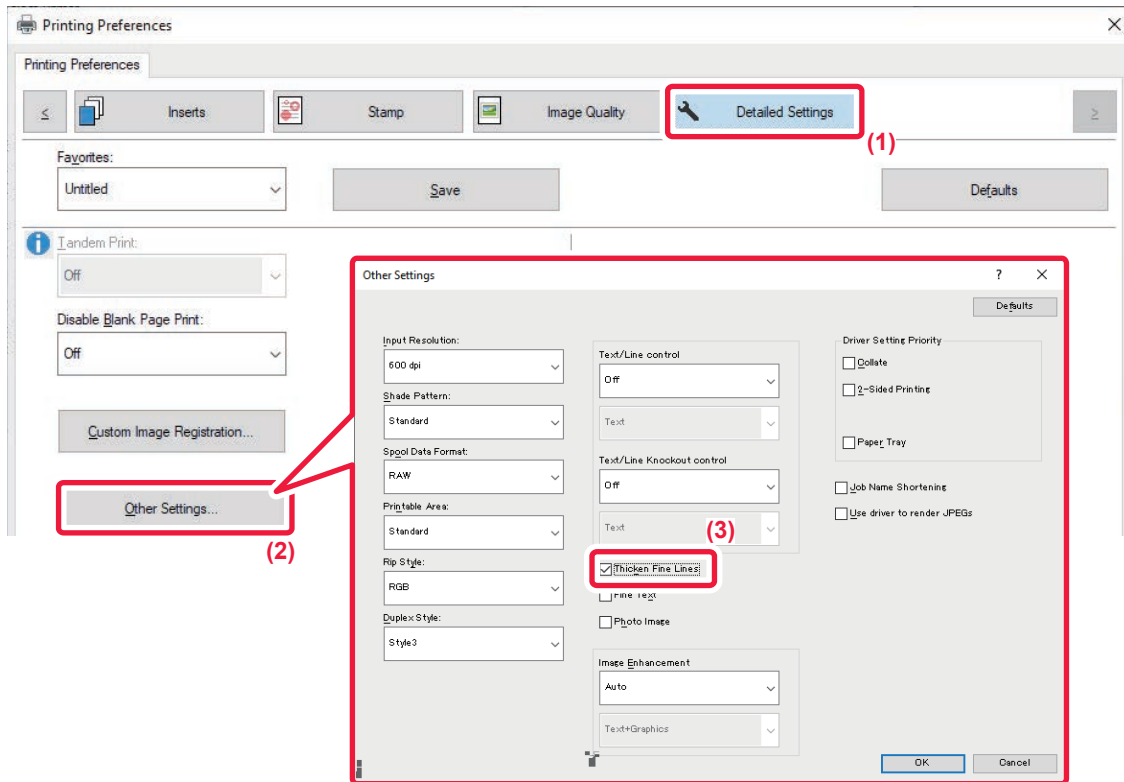 Printing Preferences
Printing Preferences
<
Inserts
Stamp
Image Quality
Detailed Settings
>
(1)
Favorites:
Untitled
Save
Defaults
Tandem Print:
Off
Disable Blank Page Print:
Off
Custom Image Registration...
Other Settings...
(2)
Other Settings
?
Defaults
Input Resolution:
600 dpi
Shade Pattern:
Standard
Spool Data Format:
RAW
Printable Area:
Standard
Rip Style:
RGB
Duplex Style:
Style3
Text/Line control
Off
Text
Text/Line Knockout control
Off
Text
(3)
Thicken Fine Lines
Fine Text
Photo Image
Image Enhancement
Auto
Text+Graphics
Driver Setting Priority
Collate
2-Sided Printing
Paper Tray
Job Name Shortening
Use driver to render JPEGs
OK
Cancel